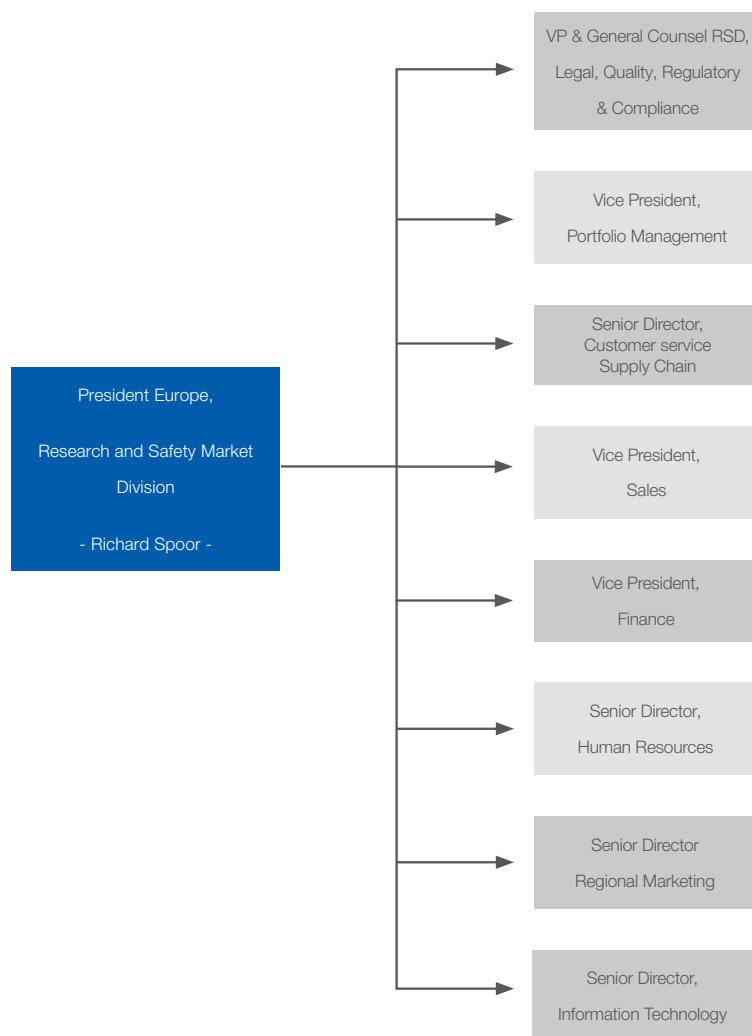 President Europe,
Research and Safety Market
Division
- Richard Spoor -
VP & General Counsel RSD,
Legal, Quality, Regulatory
& Compliance
Vice President,
Portfolio Management
Senior Director,
Customer service
Supply Chain
Vice President,
Sales
Vice President,
Finance
Senior Director,
Human Resources
Senior Director
Regional Marketing
Senior Director,
Information Technology